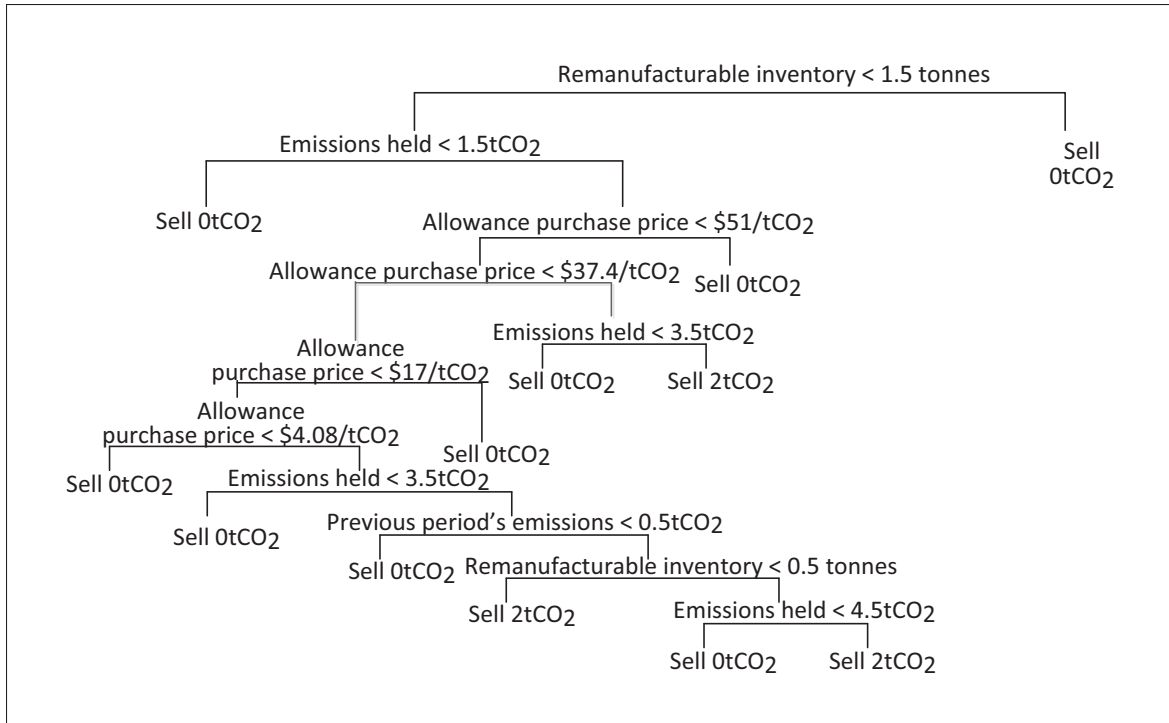 Remanufacturable inventory < 1.5 tonnes
Emissions held < 1.5tCO2
Sell
0tCO2
Sell 0tCO2
Allowance purchase price < $51/tCO2
Allowance purchase price < $37.4/tCO2
Sell 0tCO2
Emissions held < 3.5tCO2
Allowance
purchase price < $17/tCO2
Sell 0tCO2
Sell 2tCO2
Allowance
purchase price < $4.08/tCO2
Sell 0tCO2
Sell 0tCO2
Emissions held < 3.5tCO2
Sell 0tCO2
Previous period’s emissions < 0.5tCO2
Sell 0tCO2
Remanufacturable inventory < 0.5 tonnes
Sell 2tCO2
Emissions held < 4.5tCO2
Sell 0tCO2
Sell 2tCO2